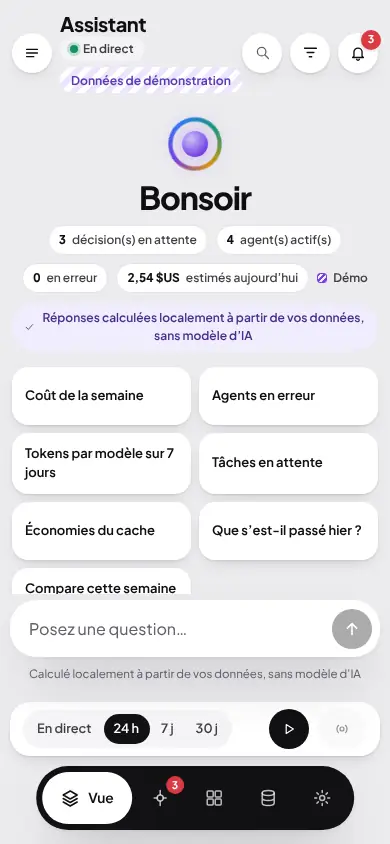 Assistant
En direct
Données de démonstration
3
Bonsoir
3 décision(s) en attente
4 agent(s) actif(s)
0 en erreur
2,54 $US estimés aujourd'hui
Démo
Réponses calculées localement à partir de vos données,
sans modèle d'IA
Coût de la semaine
Agents en erreur
Tokens par modèle sur 7
jours
Tâches en attente
Économies du cache
Que s'est-il passé hier ?
Compare cette semaine
Posez une question…
Calculé localement à partir de vos données, sans modèle d'IA
En direct
24 h
7 j
30 j
Vue
3